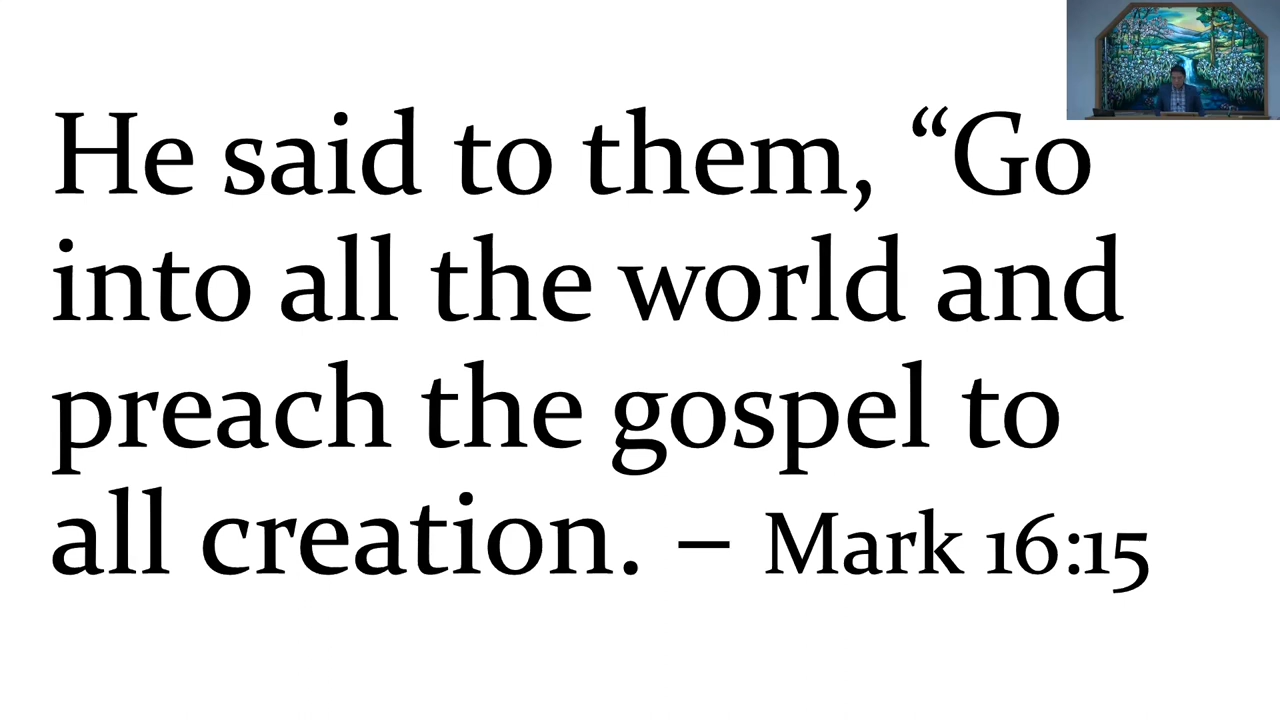 He said to them, “Go
into all the world and
preach the gospel to
all creation. – Mark 16:15